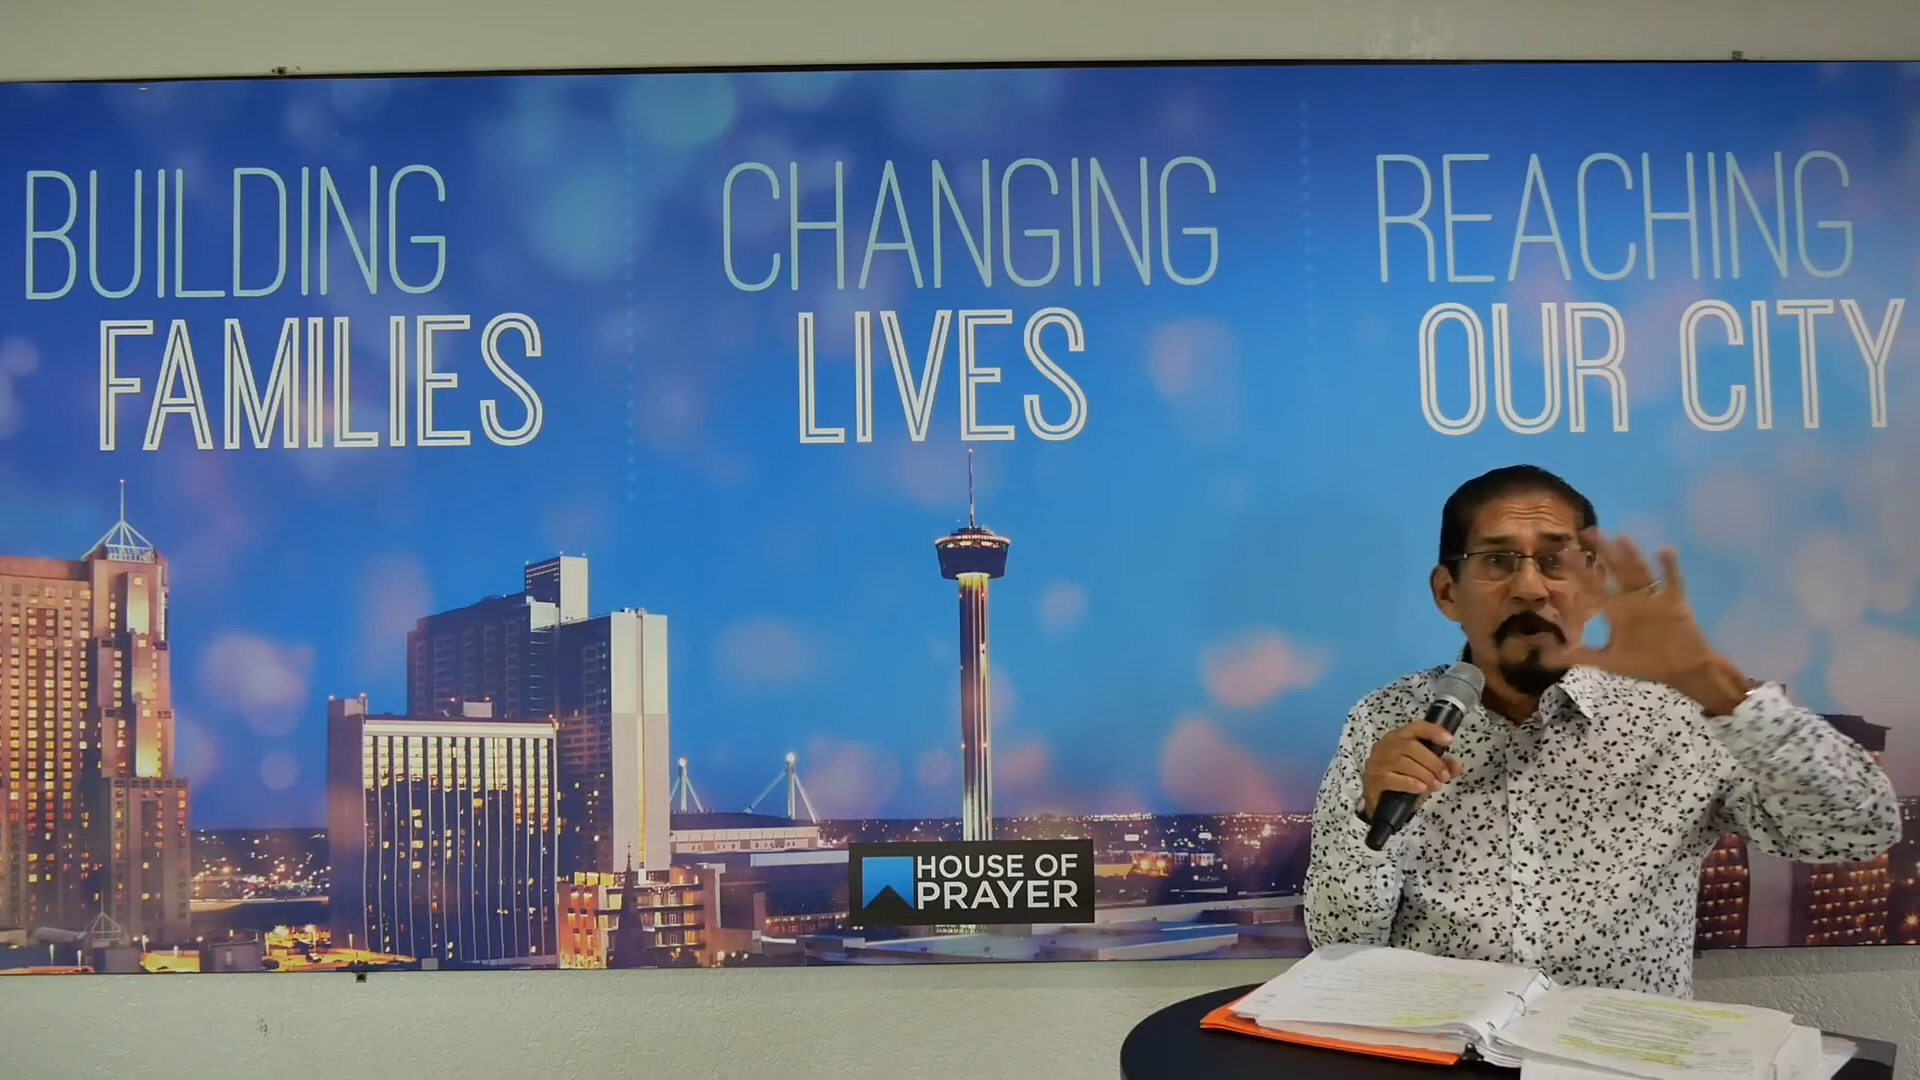 BUILDING
FAMILIES
CHANGING
LIVES
REACHING
OUR CITY
HOUSE OF
PRAYER